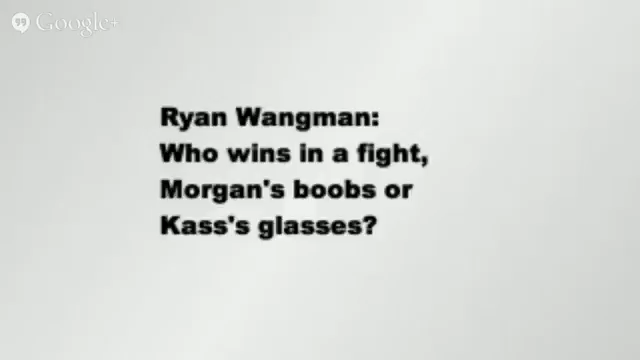 Google+
Ryan Wangman:
Who wins in a fight,
Morgan's boobs or
Kass's glasses?